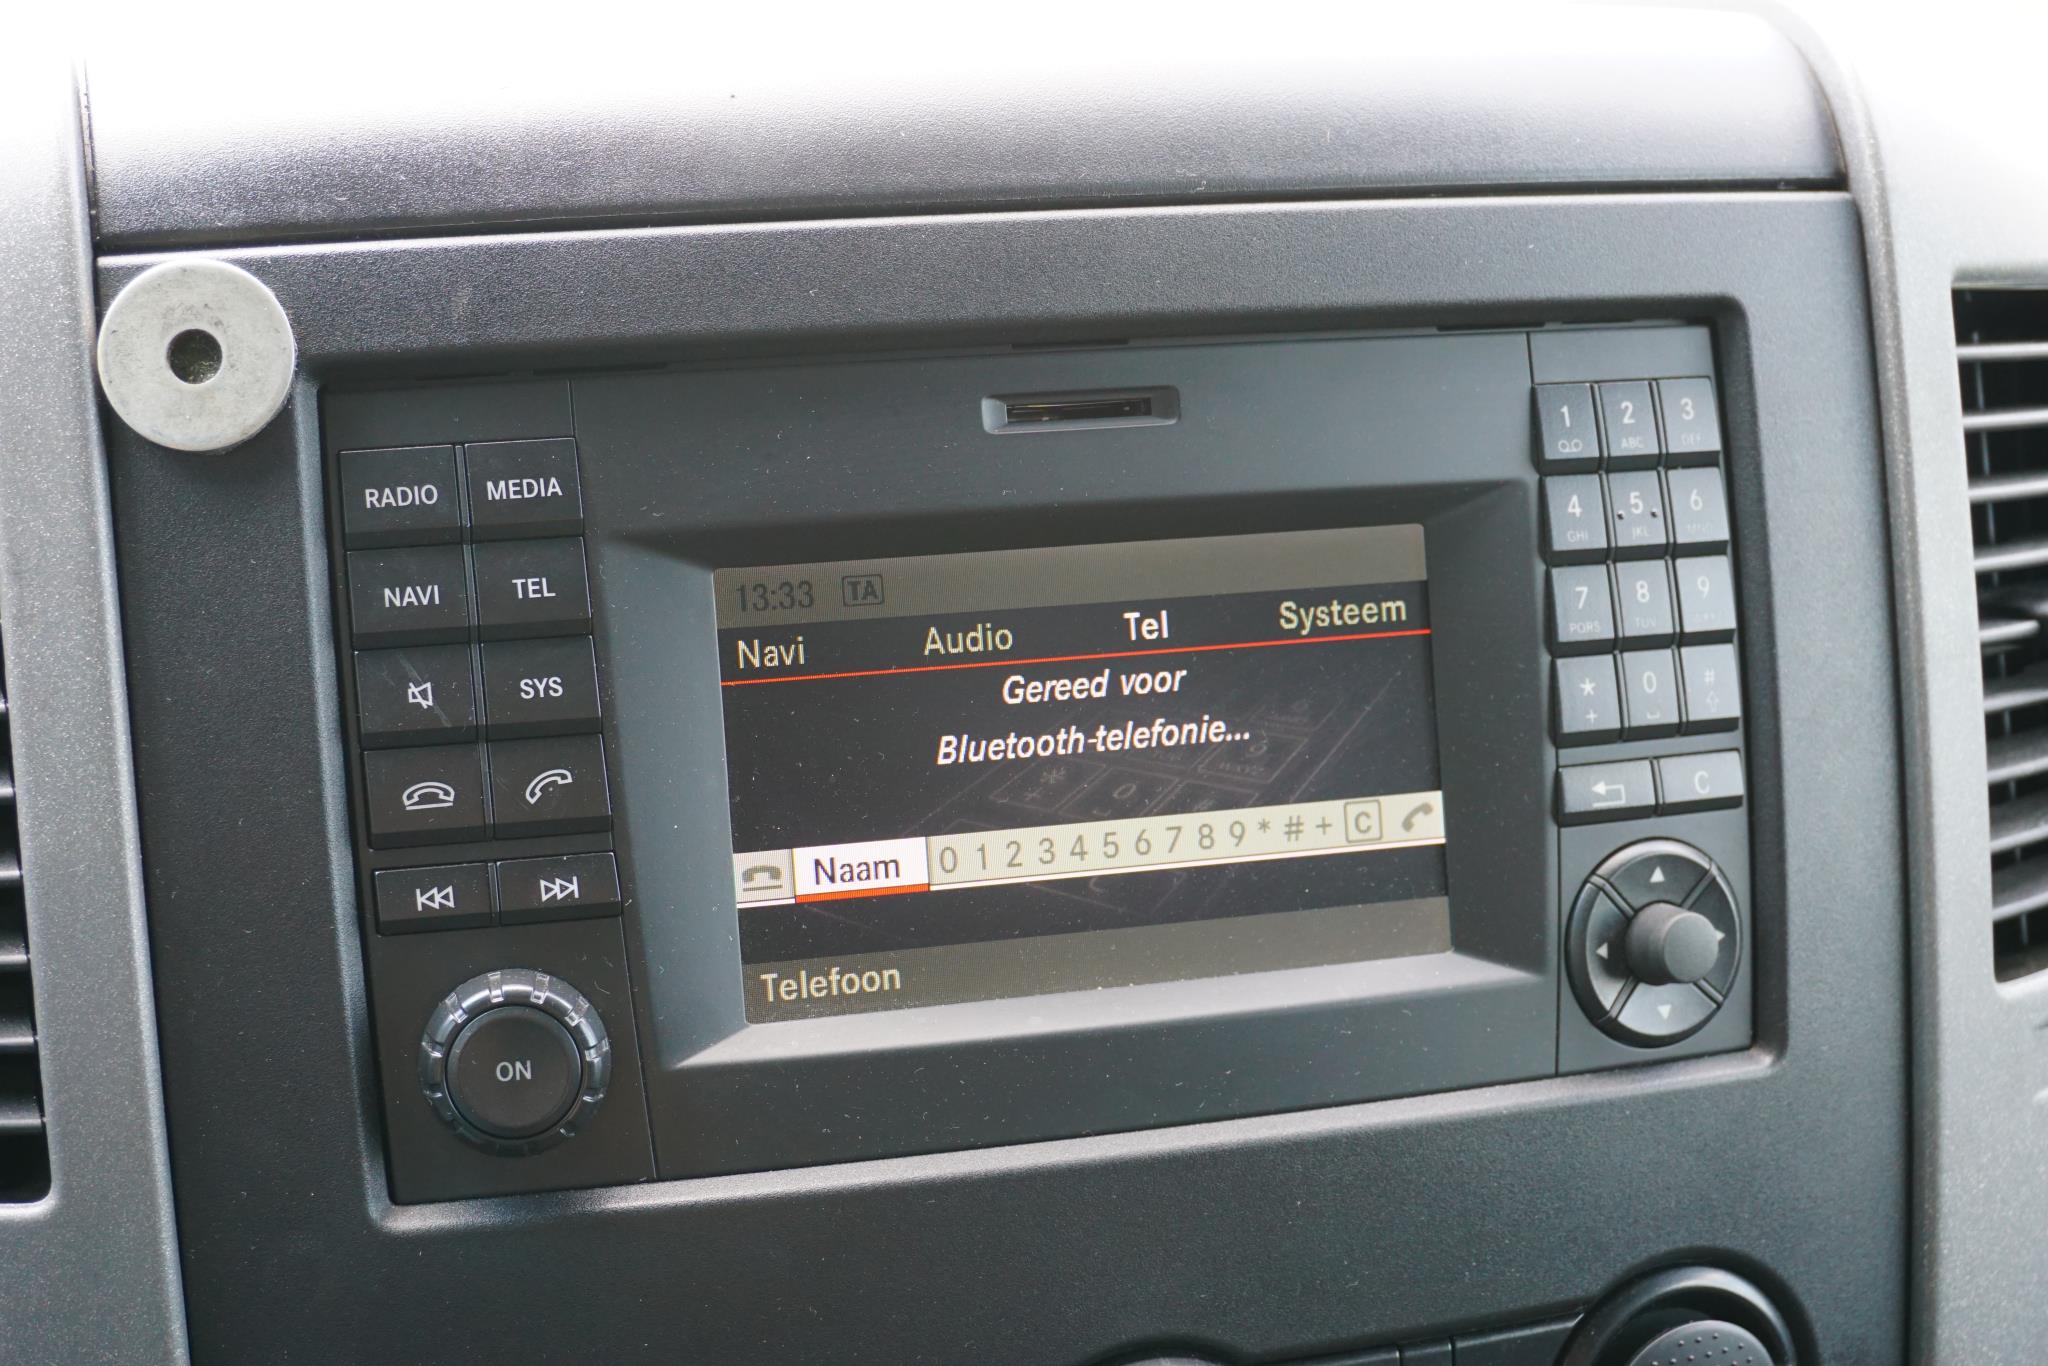 RADIO MEDIA
NAVI TEL
SYS
ON
13:33 TA
Navi Audio Tel Systeem
Gereed voor
Bluetooth-telefonie...
Naam 0 1 2 3 4 5 6 7 8 9 * # + C
Telefoon
1 2 3
ABC DEF
4 5 6
GHI JKL MNO
7 8 9
PQRS TUV
* 0 #
+
C